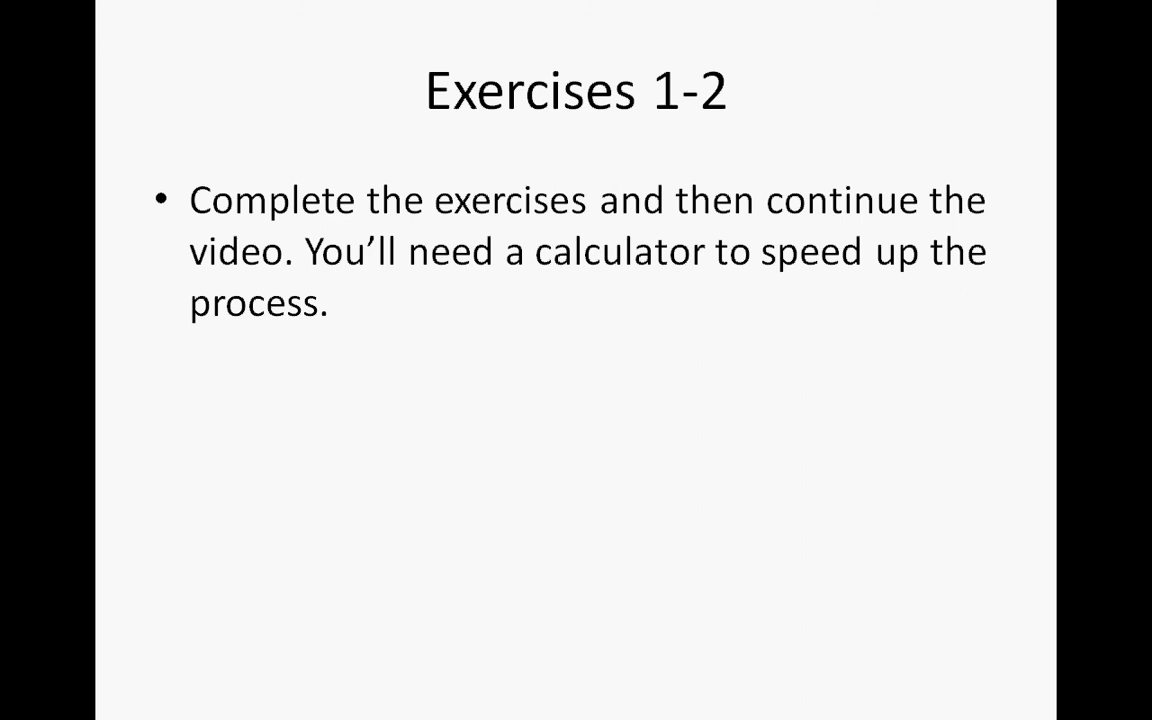 Exercises 1-2
• Complete the exercises and then continue the
video. You’ll need a calculator to speed up the
process.